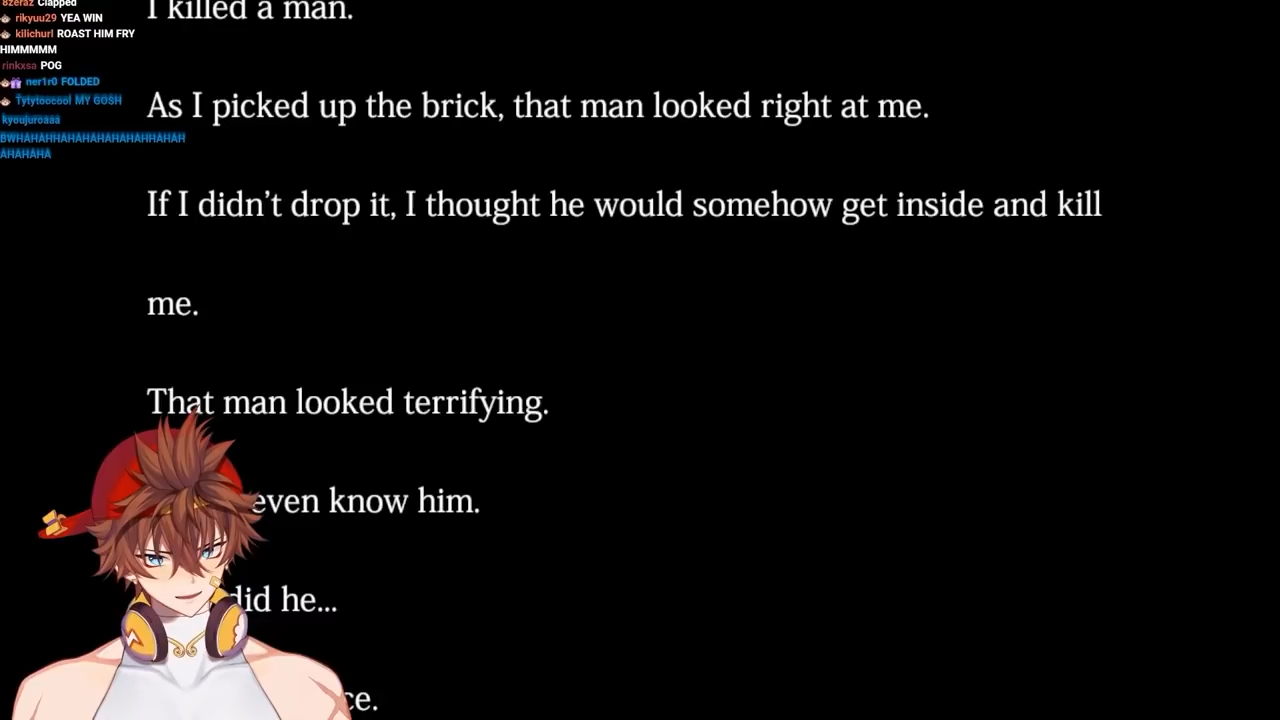 8zeraz Clapped
rikyuu29 YEA WIN
kilichurl ROAST HIM FRY
HIMMMMM
rinkxsa POG
ner1r0 FOLDED
Tytytoocool MY GOSH
kyoujuroaaa
BWHAHAHHAHAHAHAHAHAHHAHAH
AHAHAHA
I killed a man.
As I picked up the brick, that man looked right at me.
If I didn’t drop it, I thought he would somehow get inside and kill
me.
That man looked terrifying.
even know him.
did he...